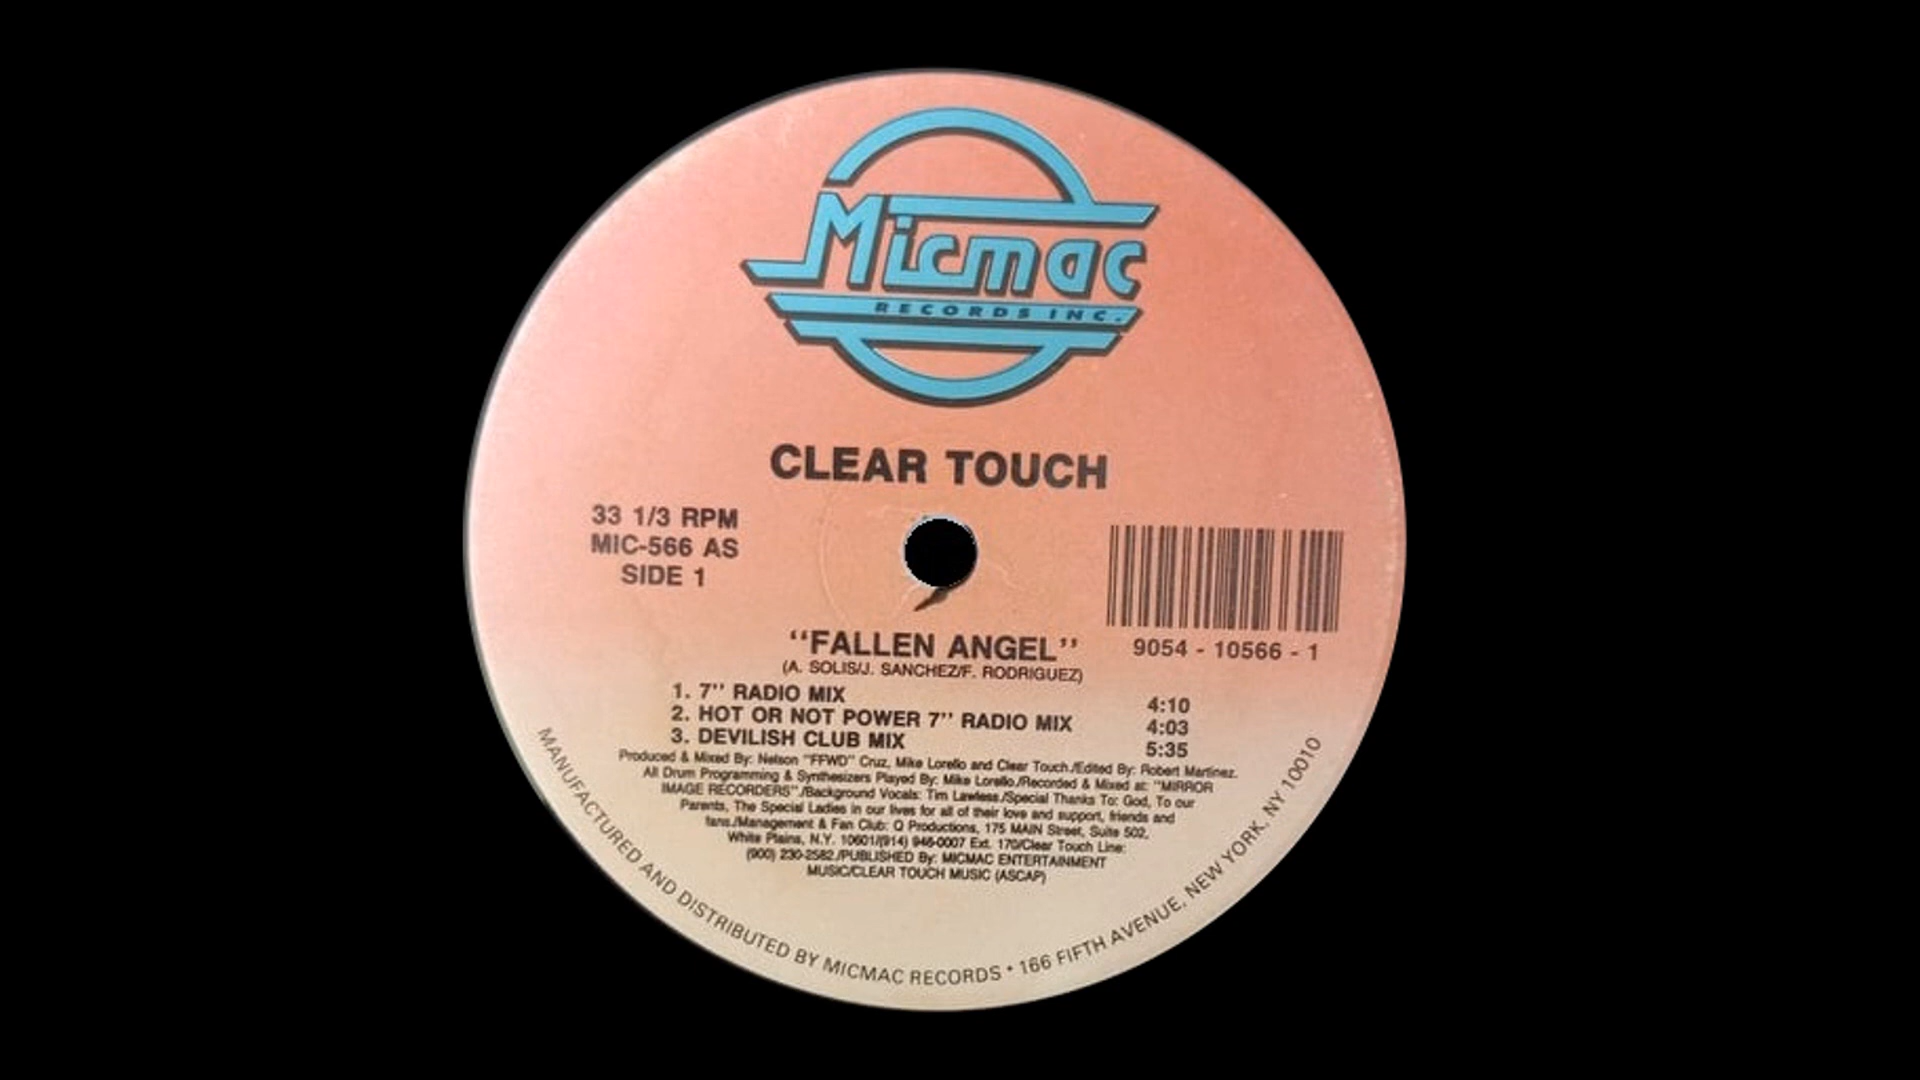 Micmac
RECORDS INC.
CLEAR TOUCH
33 1/3 RPM
MIC-566 AS
SIDE 1
9054 - 10566 - 1
"FALLEN ANGEL"
(A. SOLIS/J. SANCHEZ/F. RODRIGUEZ)
1. 7'' RADIO MIX 4:10
2. HOT OR NOT POWER 7'' RADIO MIX 4:03
3. DEVILISH CLUB MIX 5:35
Produced & Mixed By: Nelson "FFWD" Cruz, Mike Lorello and Clear Touch./Edited By: Robert Martinez.
All Drum Programming & Synthesizers Played By: Mike Lorello./Recorded & Mixed at: "MIRROR
IMAGE RECORDERS"./Background Vocals: Tim Lawless./Special Thanks To: God, To our
Parents, The Special Ladies in our lives for all of their love and support, friends and
fans./Management & Fan Club: Q Productions, 175 MAIN Street, Suite 502,
White Plains, N.Y. 10601/(914) 946-0007 Ext. 170/Clear Touch Line:
(900) 230-2582./PUBLISHED By: MICMAC ENTERTAINMENT
MUSIC/CLEAR TOUCH MUSIC (ASCAP)
MANUFACTURED AND DISTRIBUTED BY MICMAC RECORDS • 166 FIFTH AVENUE, NEW YORK, NY 10010